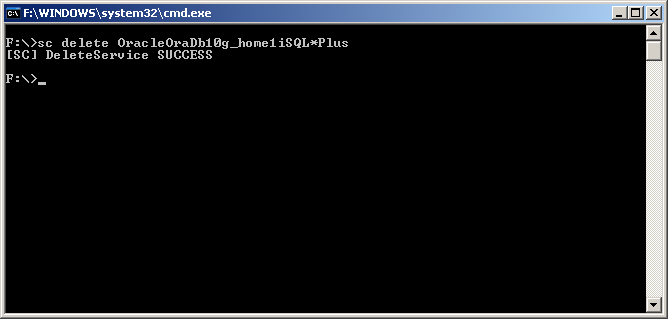 F:\WINDOWS\system32\cmd.exe
F:\>sc delete OracleOraDb10g_home1iSQL*Plus
[SC] DeleteService SUCCESS
F:\>_